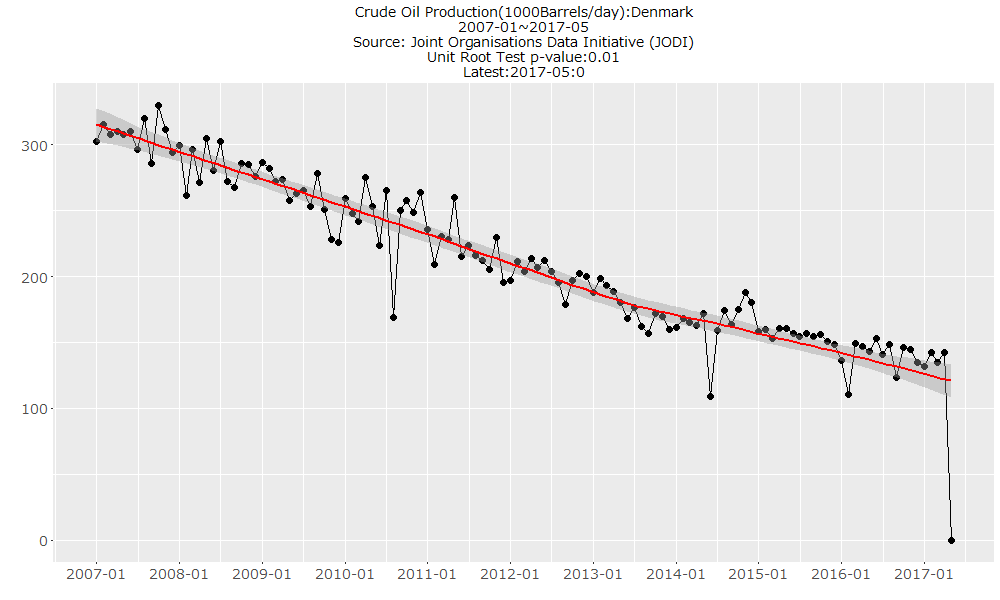 Crude Oil Production(1000Barrels/day):Denmark
2007-01~2017-05
Source: Joint Organisations Data Initiative (JODI)
Unit Root Test p-value:0.01
Latest:2017-05:0
300
200
100
0
2007-01 2008-01 2009-01 2010-01 2011-01 2012-01 2013-01 2014-01 2015-01 2016-01 2017-01